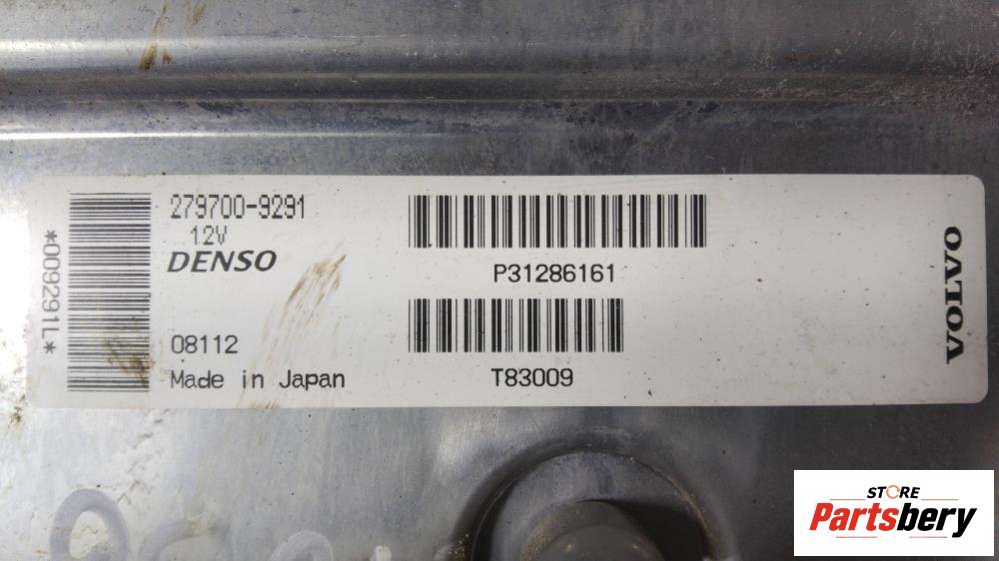 *009291L*
279700-9291
12V
DENSO
08112
Made in Japan
P31286161
T83009
VOLVO
STORE
Partsbery